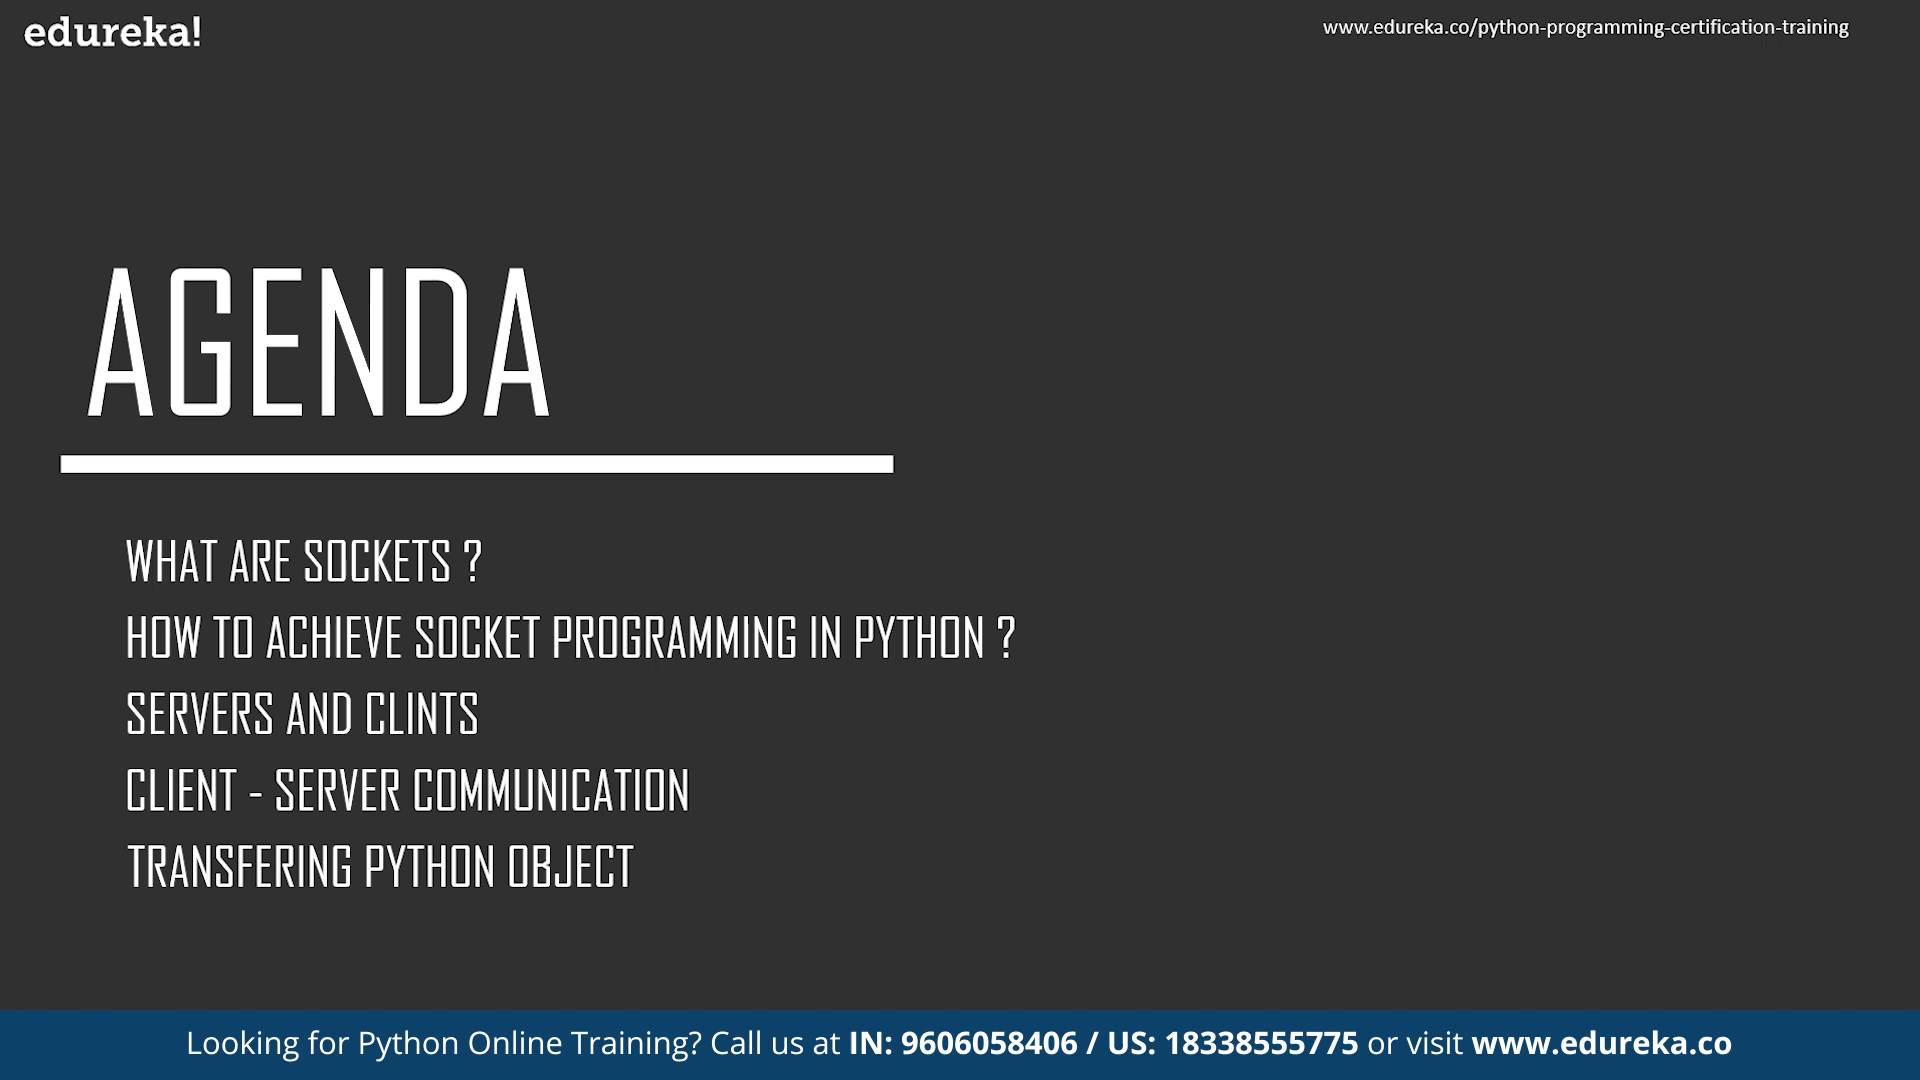 edureka!
www.edureka.co/python-programming-certification-training
AGENDA
WHAT ARE SOCKETS ?
HOW TO ACHIEVE SOCKET PROGRAMMING IN PYTHON ?
SERVERS AND CLINTS
CLIENT - SERVER COMMUNICATION
TRANSFERING PYTHON OBJECT
Looking for Python Online Training? Call us at IN: 9606058406 / US: 18338555775 or visit www.edureka.co